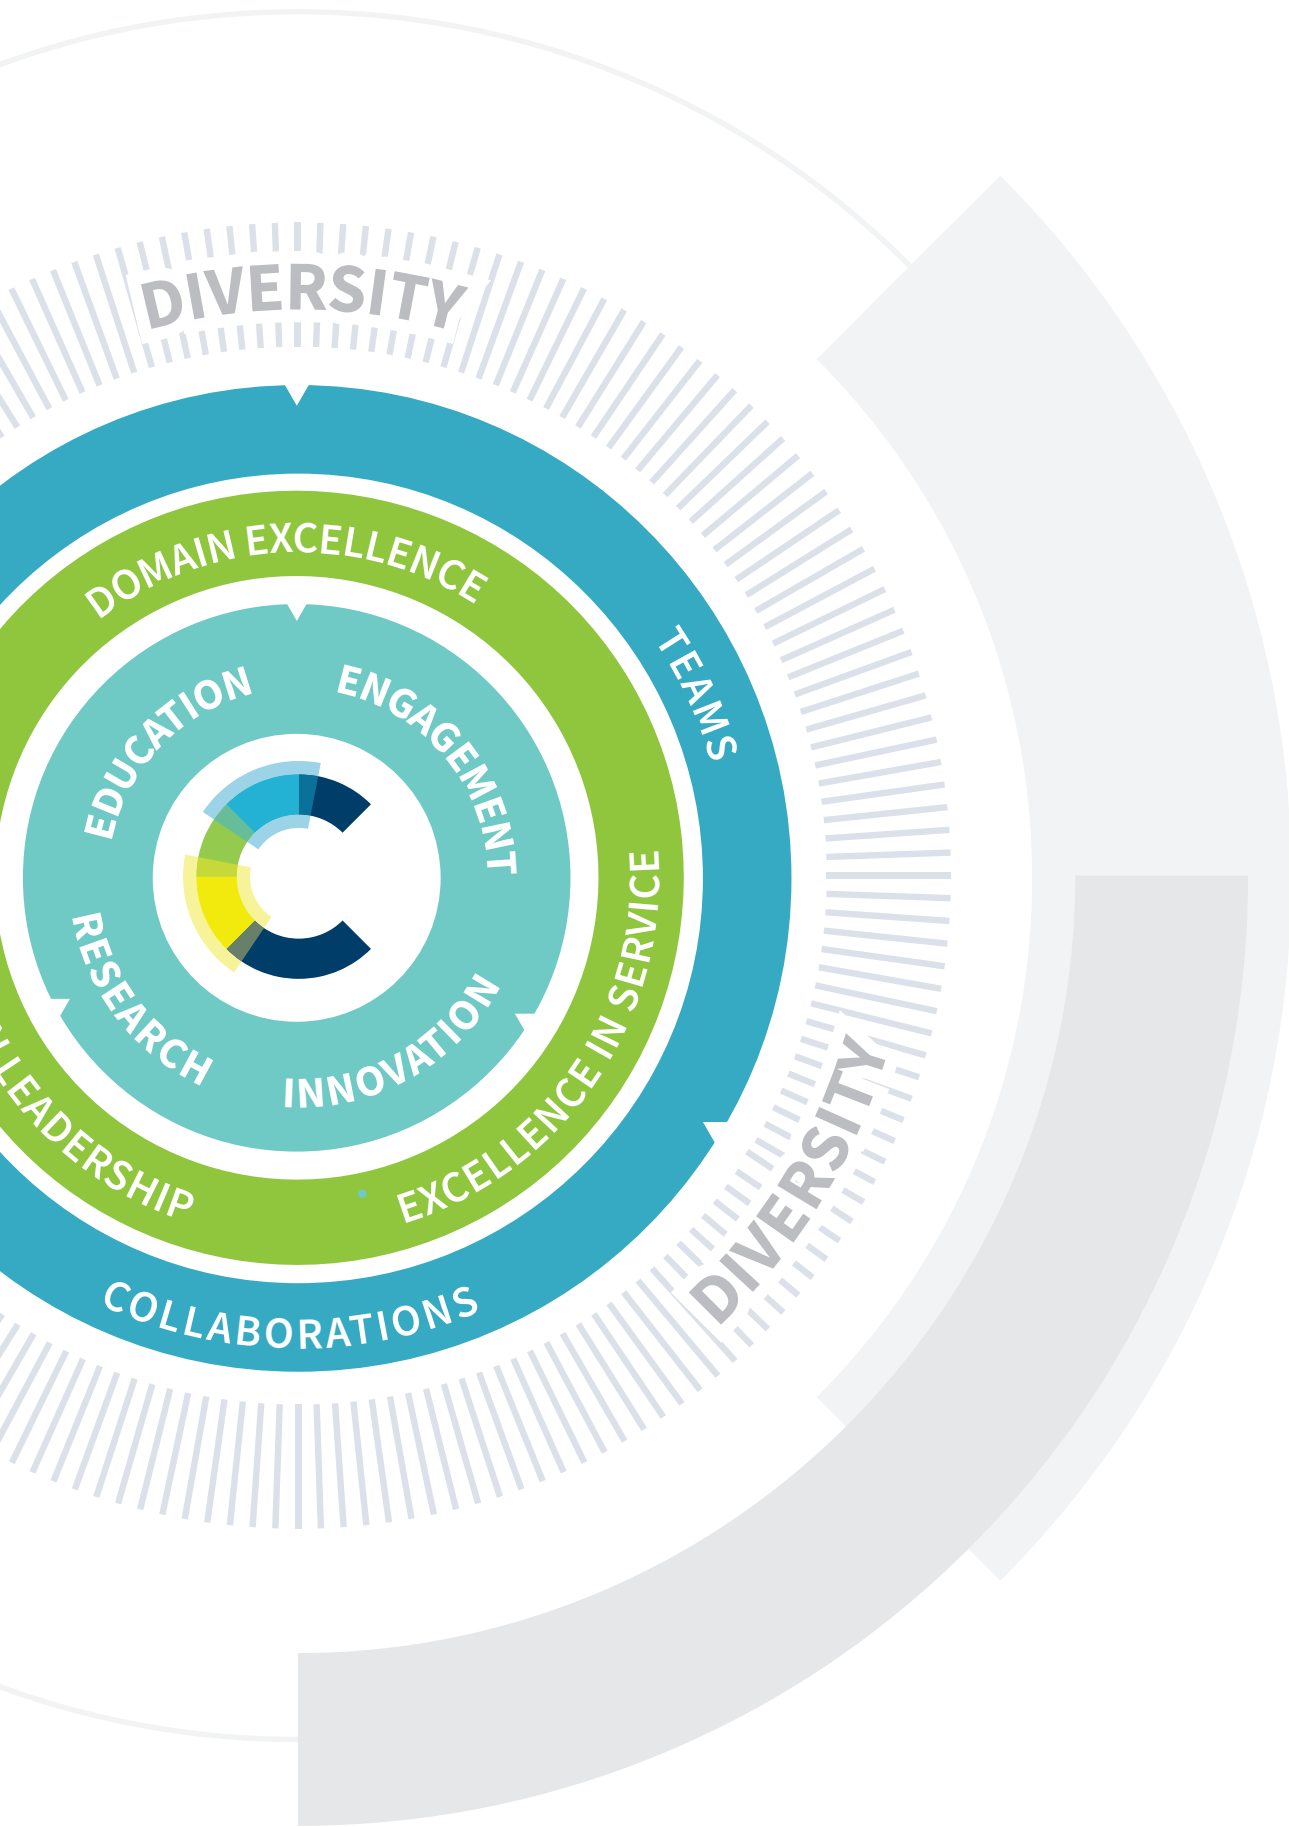 DIVERSITY
TEAMS
DOMAIN EXCELLENCE
EDUCATION
ENGAGEMENT
RESEARCH
INNOVATION
LEADERSHIP
EXCELLENCE IN SERVICE
COLLABORATIONS
DIVERSITY